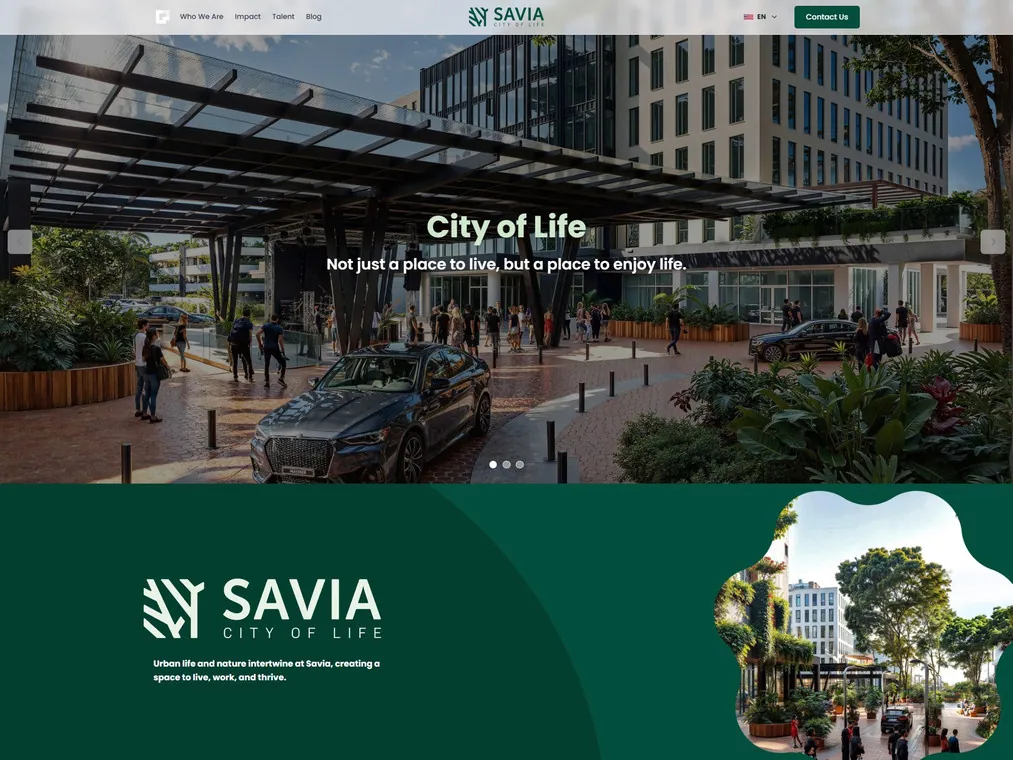 Who We Are
Impact
Talent
Blog
SAVIA
CITY OF LIFE
EN
Contact Us
City of Life
Not just a place to live, but a place to enjoy life.
SAVIA
CITY OF LIFE
Urban life and nature intertwine at Savia, creating a
space to live, work, and thrive.